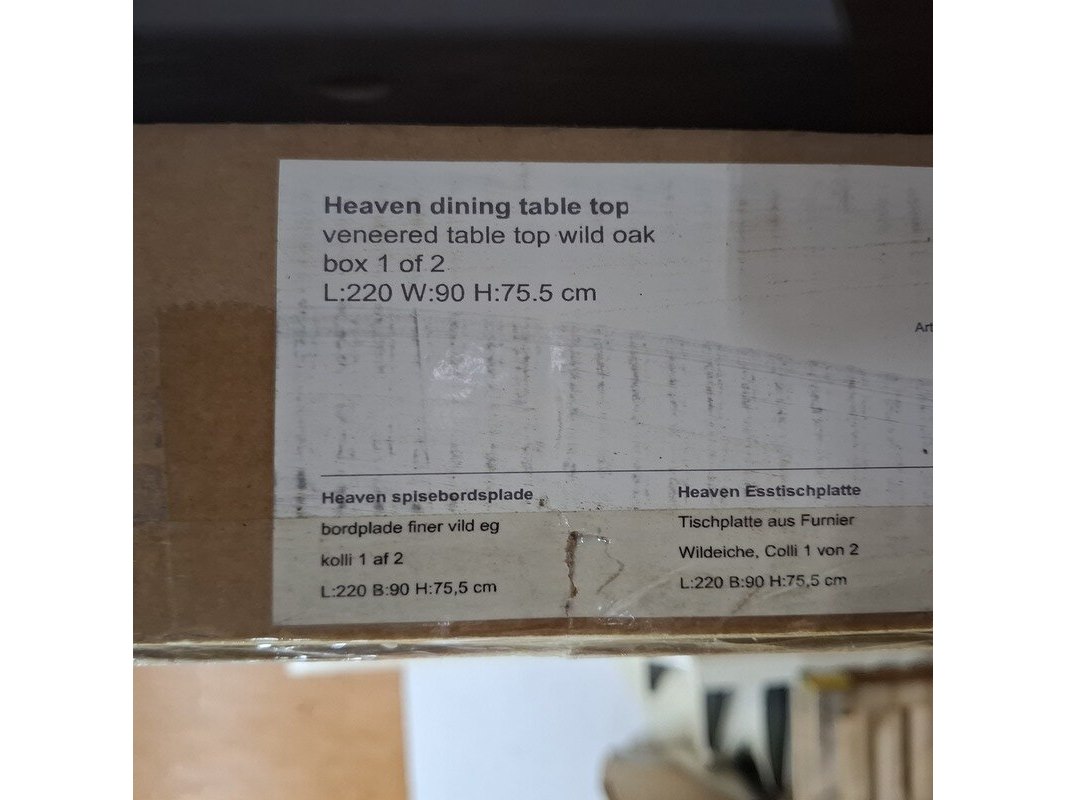 Heaven dining table top
veneered table top wild oak
box 1 of 2
L:220 W:90 H:75.5 cm
Art
Heaven spisebordsplade
bordplade finer vild eg
kolli 1 af 2
L:220 B:90 H:75,5 cm
Heaven Esstischplatte
Tischplatte aus Furnier
Wildeiche, Colli 1 von 2
L:220 B:90 H:75,5 cm